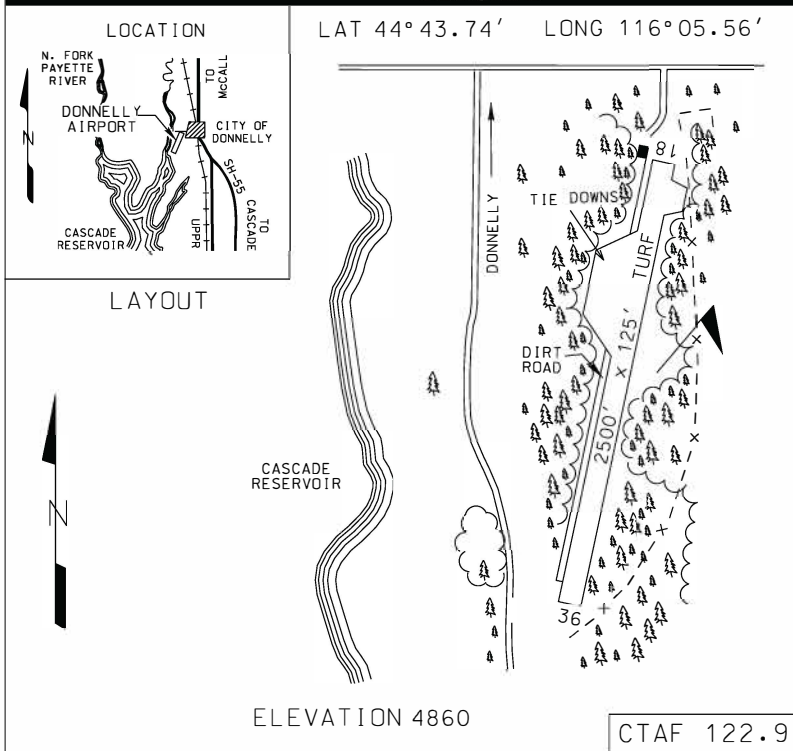 LOCATION
LAT 44°43.74' LONG 116°05.56'
N. FORK
PAYETTE
RIVER
TO
McCALL
DONNELLY
AIRPORT
CITY OF
DONNELLY
N
SH-55
CASCADE
RESERVOIR
UPPR
TO
CASCADE
LAYOUT
18
TIE DOWNS
DONNELLY
TURF
DIRT
ROAD
2500' x 125'
CASCADE
RESERVOIR
N
36
ELEVATION 4860
CTAF 122.9